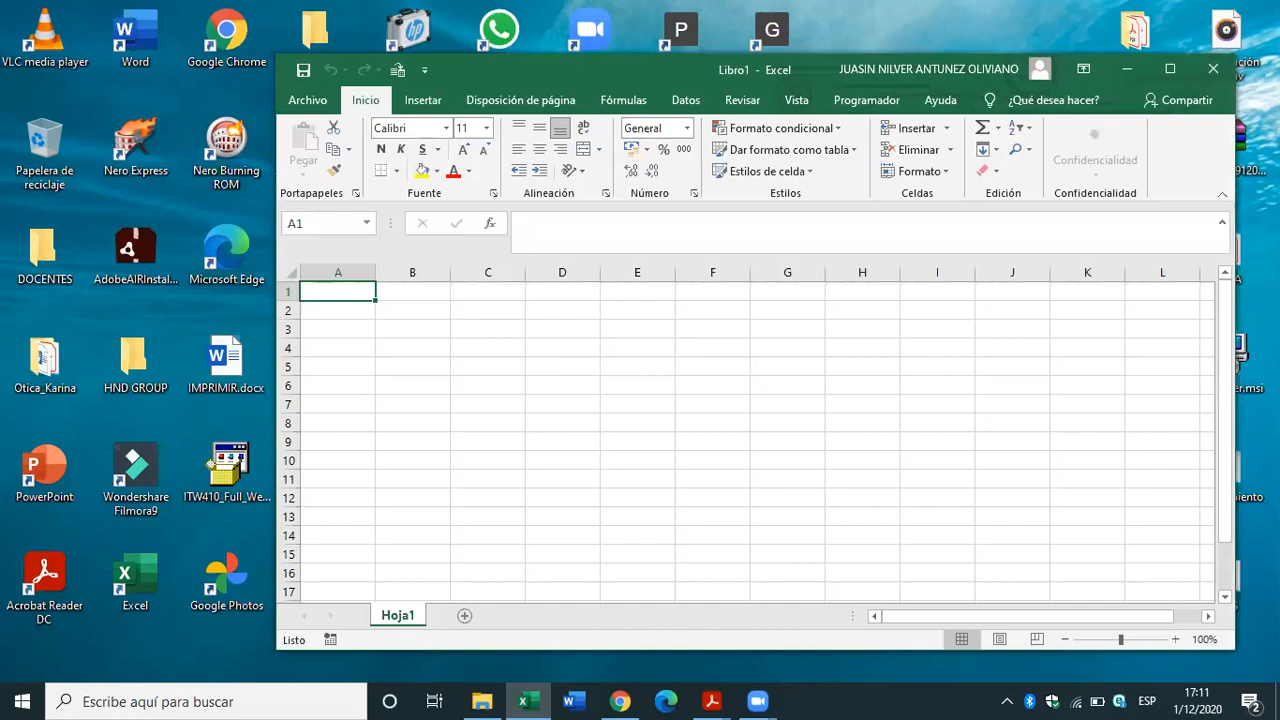 P
G
VLC media player
Word
Google Chrome
Libro1 - Excel
JUASIN NILVER ANTUNEZ OLIVIANO
Archivo Inicio Insertar Disposición de página Fórmulas Datos Revisar Vista Programador Ayuda ¿Qué desea hacer? Compartir
Pegar
Calibri 11
N K S
General
% 000
Formato condicional
Dar formato como tabla
Estilos de celda
Insertar
Eliminar
Formato
Confidencialidad
Portapapeles Fuente Alineación Número Estilos Celdas Edición Confidencialidad
A1 fx
A B C D E F G H I J K L
1
2
3
4
5
6
7
8
9
10
11
12
13
14
15
16
17
Hoja1
Listo
100%
Papelera de
reciclaje
Nero Express
Nero Burning
ROM
DOCENTES
AdobeAIRInstal...
Microsoft Edge
Otica_Karina
HND GROUP
IMPRIMIR.docx
PowerPoint
Wondershare
Filmora9
ITW410_Full_We...
Acrobat Reader
DC
Excel
Google Photos
Escribe aquí para buscar
ESP
17:11
1/12/2020
2